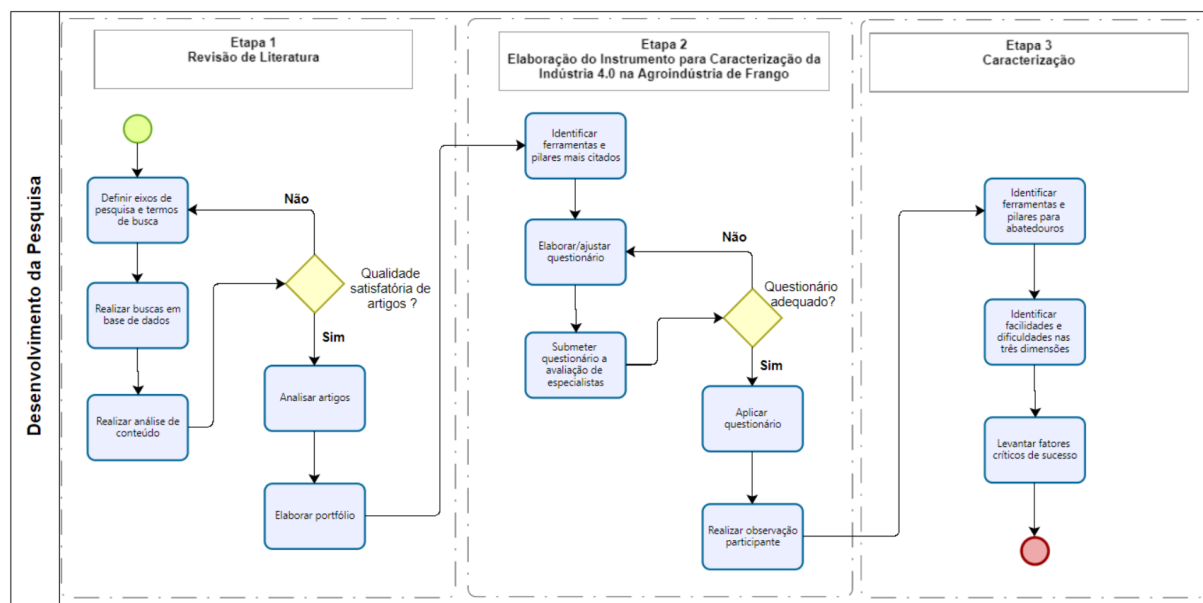 Desenvolvimento da Pesquisa
Etapa 1
Revisão de Literatura
Definir eixos de
pesquisa e termos
de busca
Realizar buscas em
base de dados
Realizar análise de
conteúdo
Não
Qualidade
satisfatória de
artigos ?
Sim
Analisar artigos
Elaborar portfólio
Etapa 2
Elaboração do Instrumento para Caracterização da
Indústria 4.0 na Agroindústria de Frango
Identificar
ferramentas e
pilares mais citados
Elaborar/ajustar
questionário
Submeter
questionário a
avaliação de
especialistas
Não
Questionário
adequado?
Sim
Aplicar
questionário
Realizar observação
participante
Etapa 3
Caracterização
Identificar
ferramentas e
pilares para
abatedouros
Identificar
facilidades e
dificuldades nas
três dimensões
Levantar fatores
críticos de sucesso